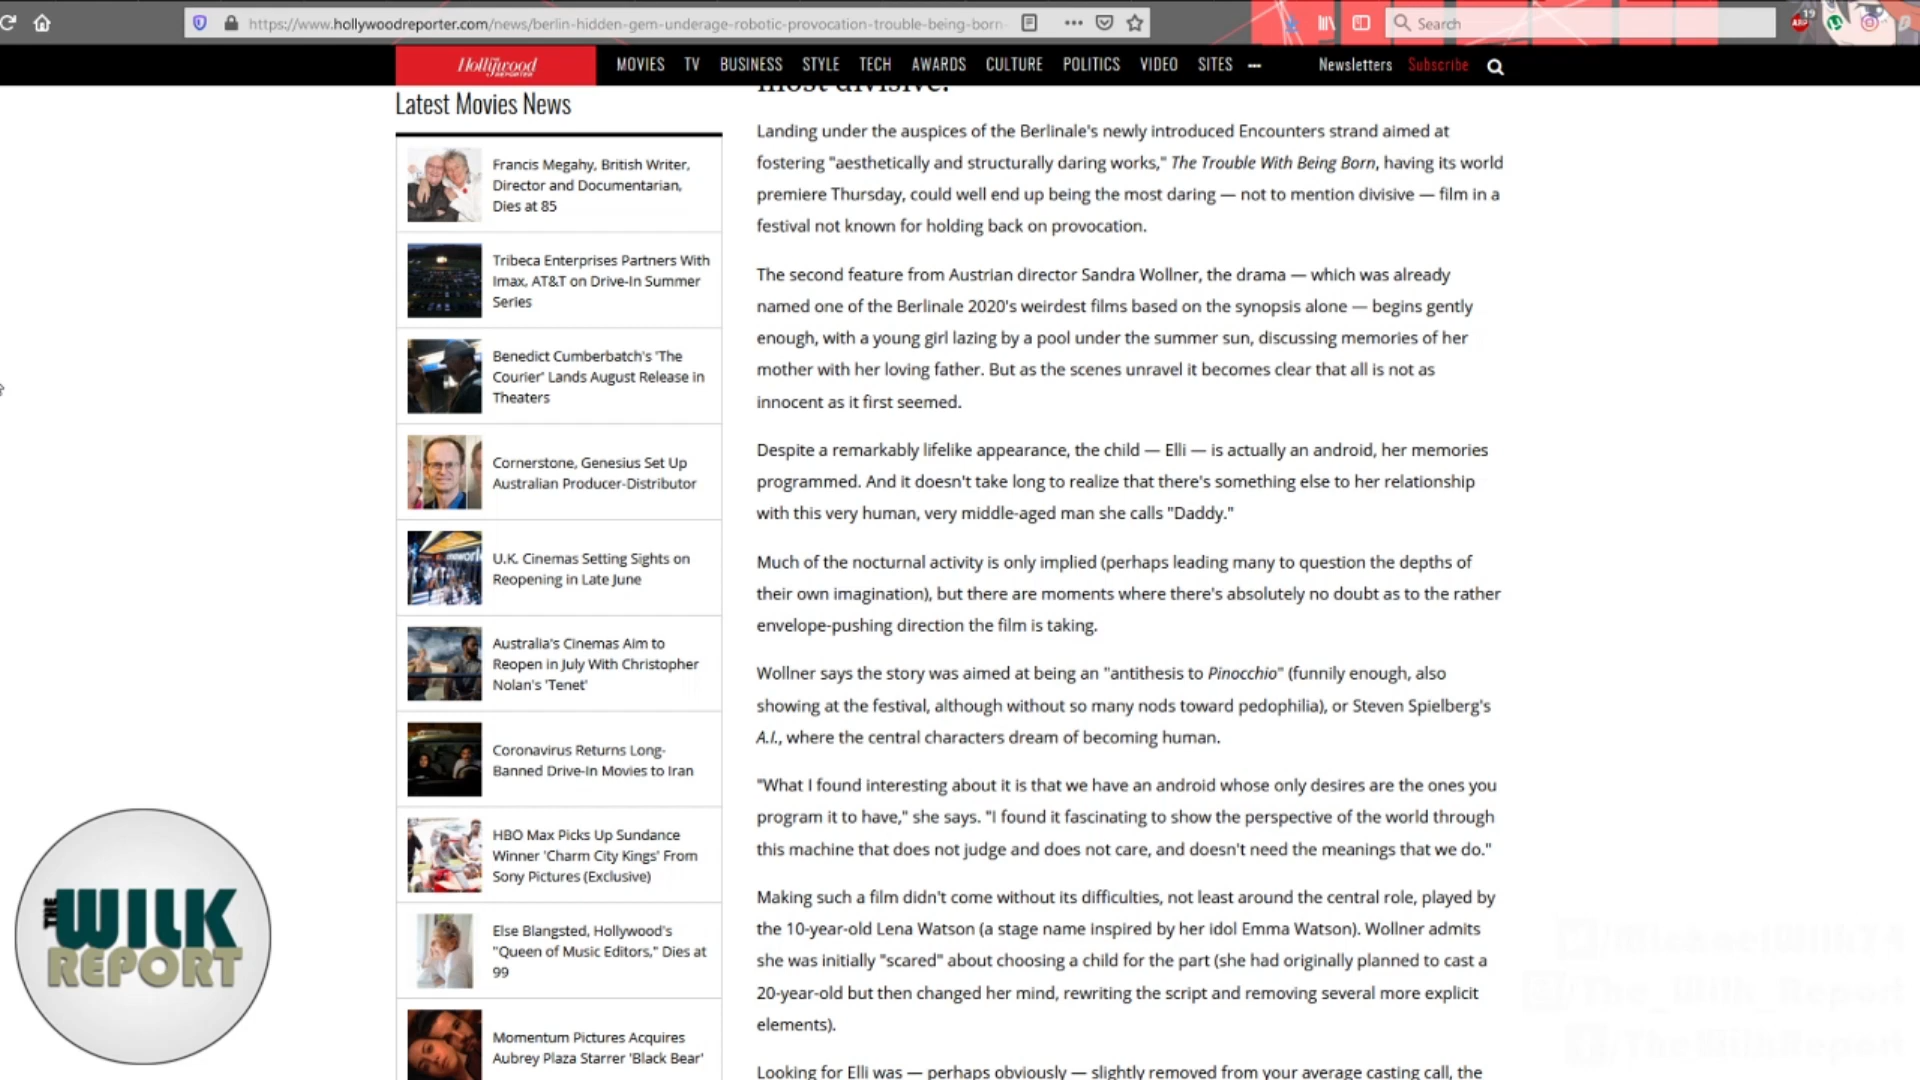 https://www.hollywoodreporter.com/news/berlin-hidden-gem-underage-robotic-provocation-trouble-being-born-
Search
19
ABP
Hollywood
REPORTER
MOVIES TV BUSINESS STYLE TECH AWARDS CULTURE POLITICS VIDEO SITES
Newsletters Subscribe
Latest Movies News
Francis Megahy, British Writer,
Director and Documentarian,
Dies at 85
Tribeca Enterprises Partners With
Imax, AT&T on Drive-In Summer
Series
Benedict Cumberbatch's 'The
Courier' Lands August Release in
Theaters
Cornerstone, Genesius Set Up
Australian Producer-Distributor
U.K. Cinemas Setting Sights on
Reopening in Late June
Australia's Cinemas Aim to
Reopen in July With Christopher
Nolan's 'Tenet'
Coronavirus Returns Long-
Banned Drive-In Movies to Iran
HBO Max Picks Up Sundance
Winner 'Charm City Kings' From
Sony Pictures (Exclusive)
Else Blangsted, Hollywood's
"Queen of Music Editors," Dies at
99
Momentum Pictures Acquires
Aubrey Plaza Starrer 'Black Bear'
most divisive.
Landing under the auspices of the Berlinale's newly introduced Encounters strand aimed at
fostering "aesthetically and structurally daring works," The Trouble With Being Born, having its world
premiere Thursday, could well end up being the most daring — not to mention divisive — film in a
festival not known for holding back on provocation.
The second feature from Austrian director Sandra Wollner, the drama — which was already
named one of the Berlinale 2020's weirdest films based on the synopsis alone — begins gently
enough, with a young girl lazing by a pool under the summer sun, discussing memories of her
mother with her loving father. But as the scenes unravel it becomes clear that all is not as
innocent as it first seemed.
Despite a remarkably lifelike appearance, the child — Elli — is actually an android, her memories
programmed. And it doesn't take long to realize that there's something else to her relationship
with this very human, very middle-aged man she calls "Daddy."
Much of the nocturnal activity is only implied (perhaps leading many to question the depths of
their own imagination), but there are moments where there's absolutely no doubt as to the rather
envelope-pushing direction the film is taking.
Wollner says the story was aimed at being an "antithesis to Pinocchio" (funnily enough, also
showing at the festival, although without so many nods toward pedophilia), or Steven Spielberg's
A.I., where the central characters dream of becoming human.
"What I found interesting about it is that we have an android whose only desires are the ones you
program it to have," she says. "I found it fascinating to show the perspective of the world through
this machine that does not judge and does not care, and doesn't need the meanings that we do."
Making such a film didn't come without its difficulties, not least around the central role, played by
the 10-year-old Lena Watson (a stage name inspired by her idol Emma Watson). Wollner admits
she was initially "scared" about choosing a child for the part (she had originally planned to cast a
20-year-old but then changed her mind, rewriting the script and removing several more explicit
elements).
Looking for Elli was — perhaps obviously — slightly removed from your average casting call, the
THE
WILK
REPORT
/The_Wilk_Report
/TheWilkReport